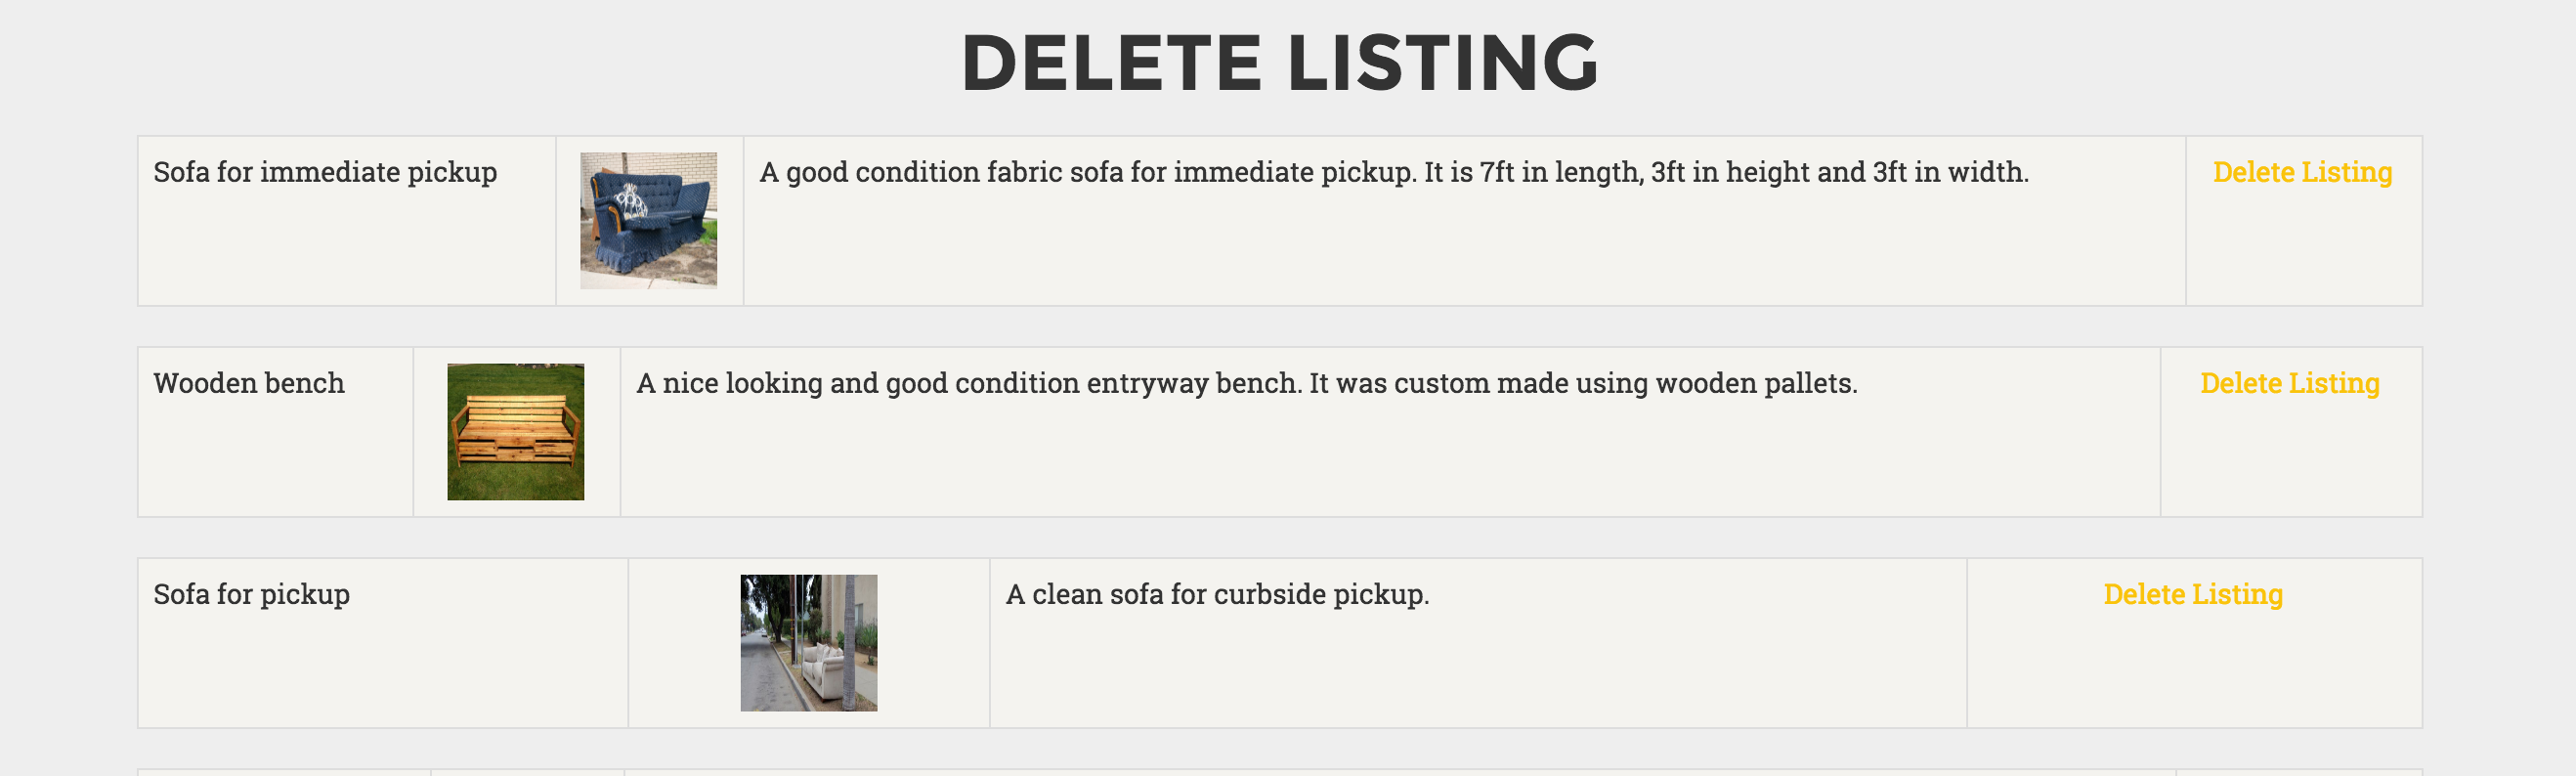 DELETE LISTING
Sofa for immediate pickup
A good condition fabric sofa for immediate pickup. It is 7ft in length, 3ft in height and 3ft in width.
Delete Listing
Wooden bench
A nice looking and good condition entryway bench. It was custom made using wooden pallets.
Delete Listing
Sofa for pickup
A clean sofa for curbside pickup.
Delete Listing